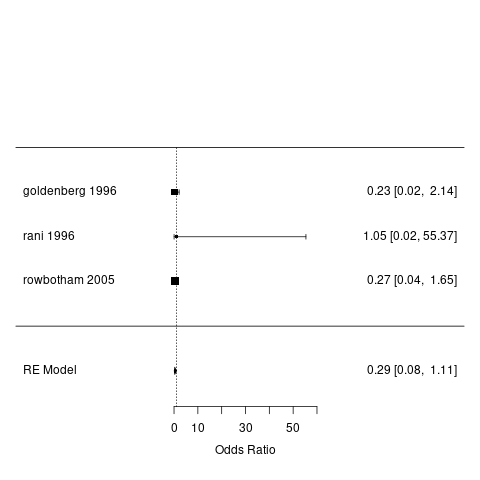 goldenberg 1996 0.23 [0.02, 2.14]
rani 1996 1.05 [0.02, 55.37]
rowbotham 2005 0.27 [0.04, 1.65]
RE Model 0.29 [0.08, 1.11]
0 10 30 50
Odds Ratio